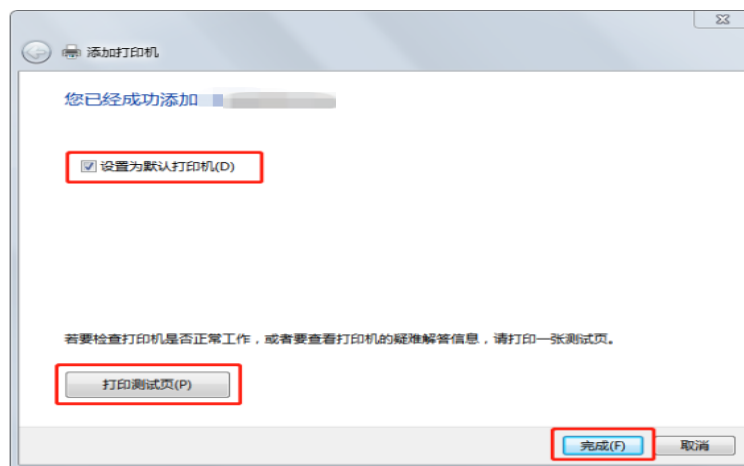 添加打印机
您已经成功添加
设置为默认打印机(D)
若要检查打印机是否正常工作，或者要查看打印机的疑难解答信息，请打印一张测试页。
打印测试页(P)
完成(F)
取消